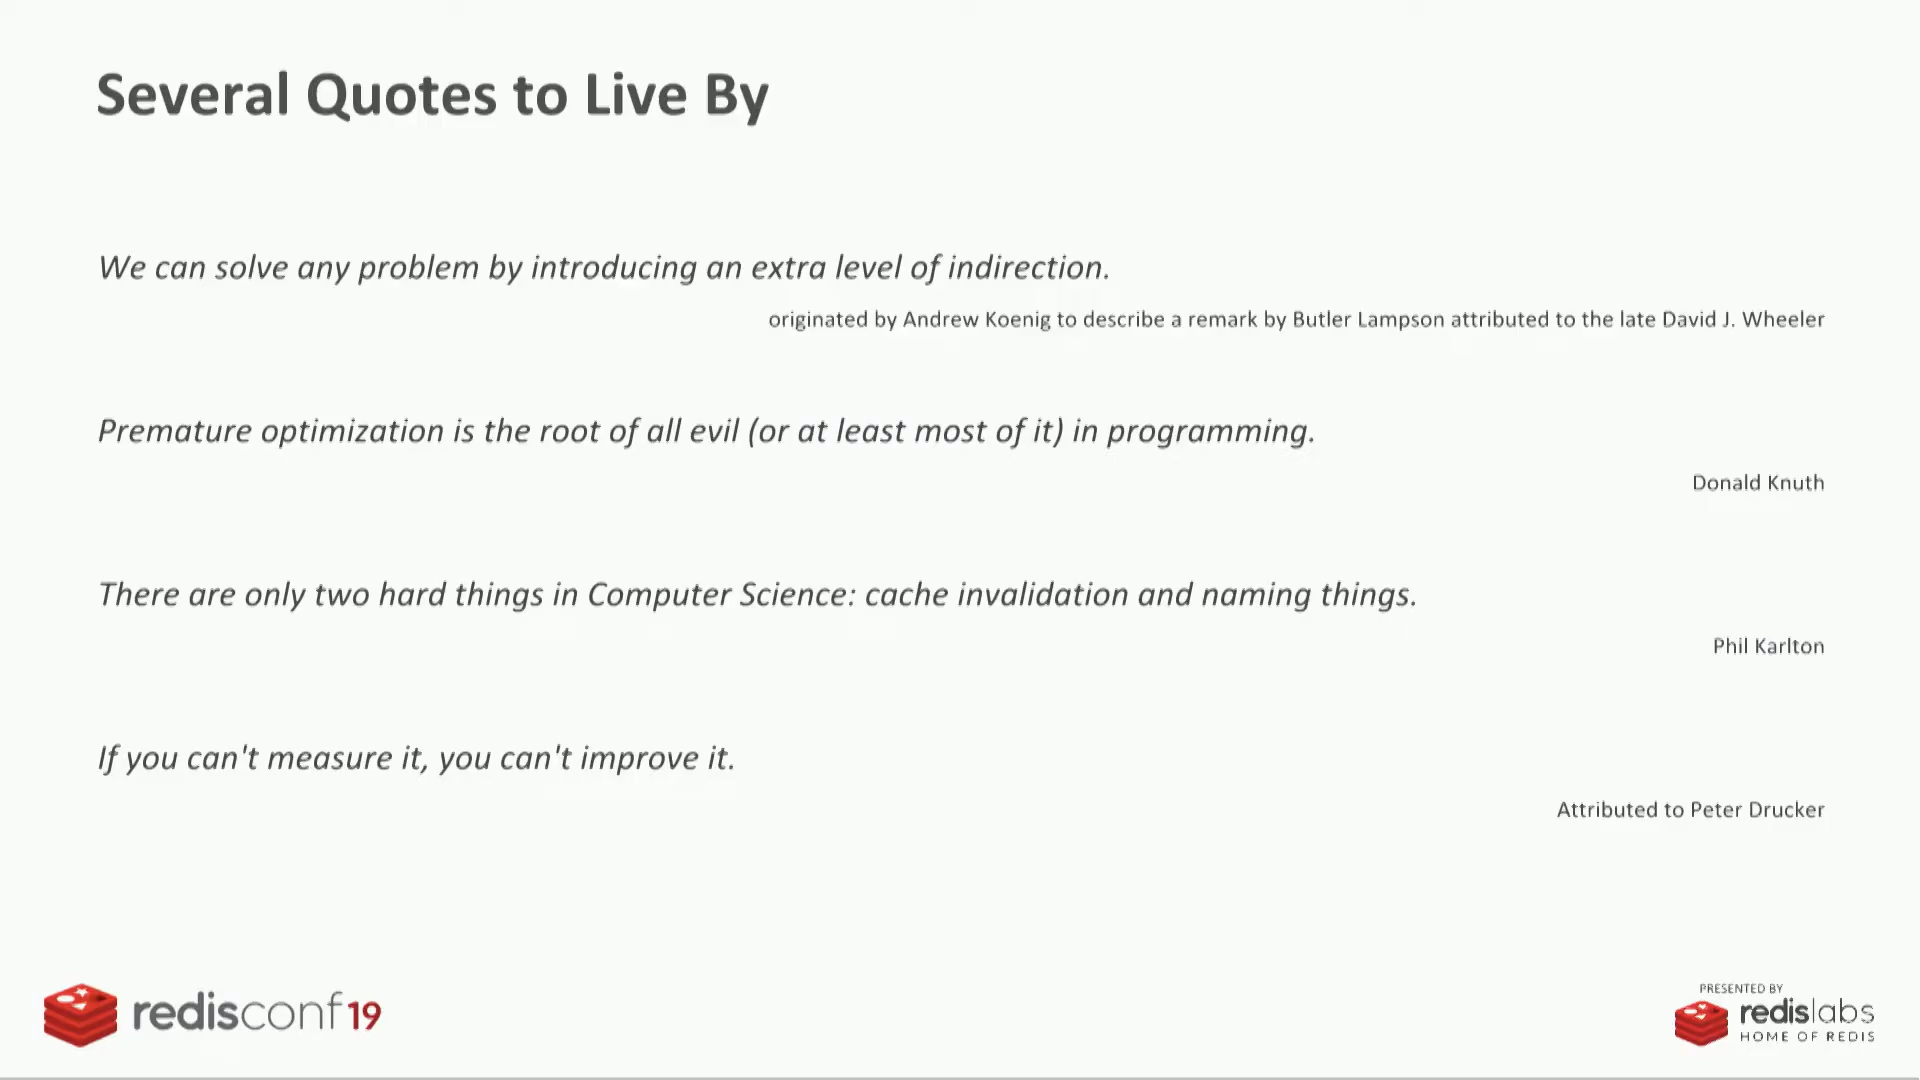 Several Quotes to Live By
We can solve any problem by introducing an extra level of indirection.
originated by Andrew Koenig to describe a remark by Butler Lampson attributed to the late David J. Wheeler
Premature optimization is the root of all evil (or at least most of it) in programming.
Donald Knuth
There are only two hard things in Computer Science: cache invalidation and naming things.
Phil Karlton
If you can't measure it, you can't improve it.
Attributed to Peter Drucker
redisconf19
PRESENTED BY
redislabs
HOME OF REDIS